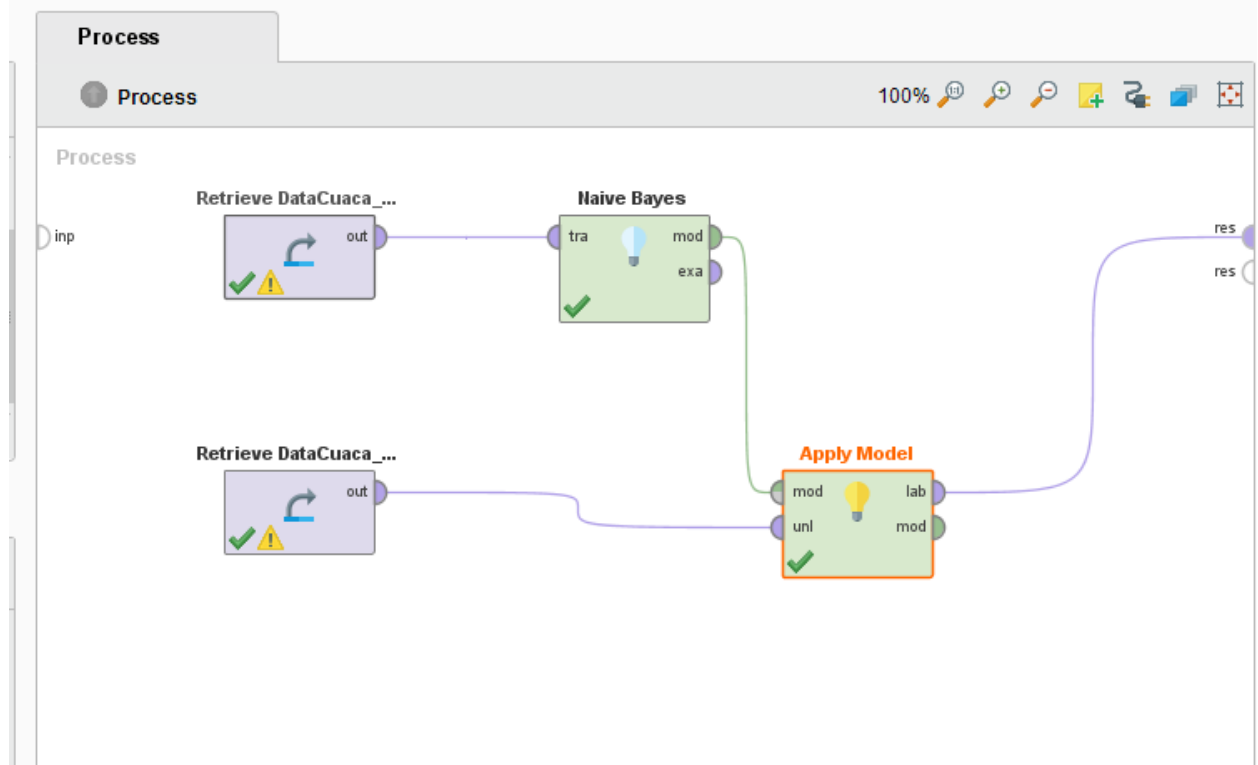 Process
Process
100%
Process
Retrieve DataCuaca_...
Naive Bayes
inp
out
tra
mod
exa
res
res
Retrieve DataCuaca_...
Apply Model
out
mod
lab
unl
mod